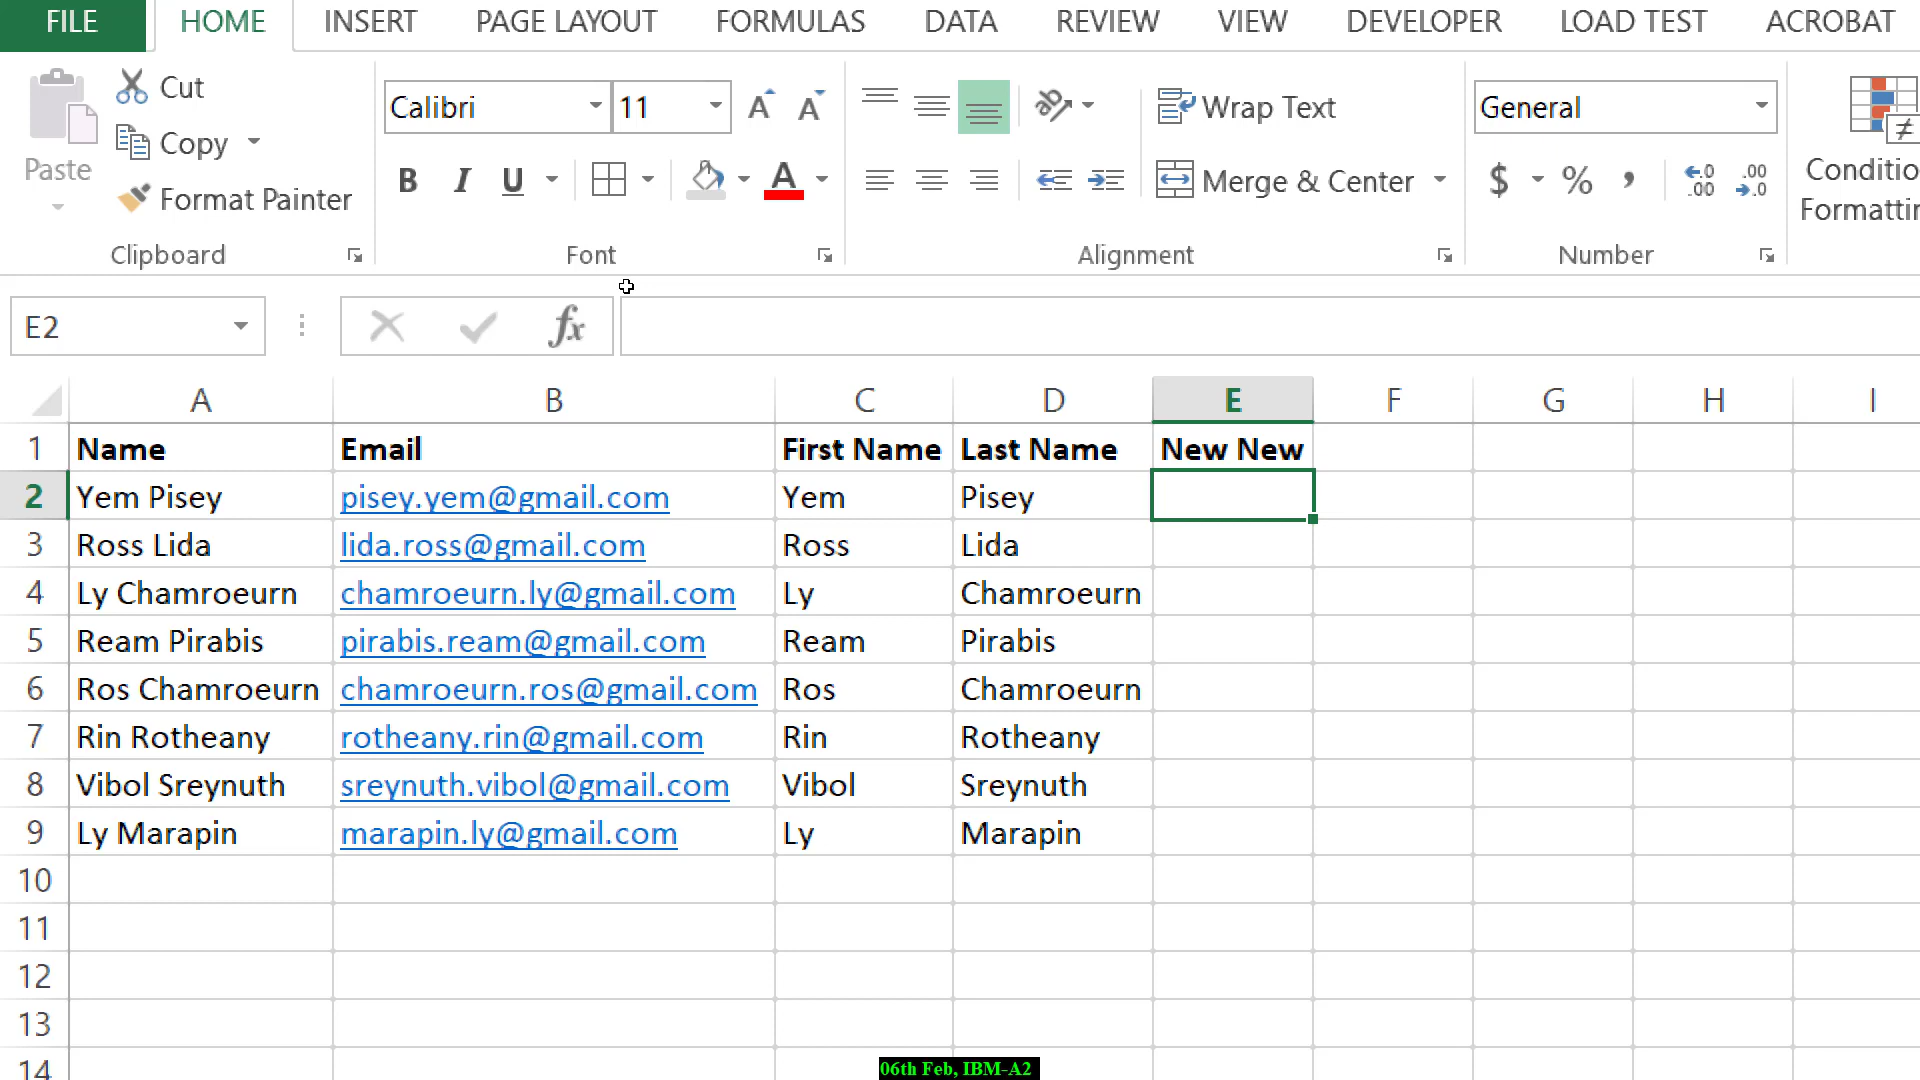 FILE HOME INSERT PAGE LAYOUT FORMULAS DATA REVIEW VIEW DEVELOPER LOAD TEST ACROBAT
Paste
Cut
Copy
Format Painter
Clipboard
Calibri 11
B I U A
Font
Wrap Text
Merge & Center
Alignment
General
$ % ,
Number
Conditio
Formattin
E2 fx
A B C D E F G H I
1 Name Email First Name Last Name New New
2 Yem Pisey pisey.yem@gmail.com Yem Pisey
3 Ross Lida lida.ross@gmail.com Ross Lida
4 Ly Chamroeurn chamroeurn.ly@gmail.com Ly Chamroeurn
5 Ream Pirabis pirabis.ream@gmail.com Ream Pirabis
6 Ros Chamroeurn chamroeurn.ros@gmail.com Ros Chamroeurn
7 Rin Rotheany rotheany.rin@gmail.com Rin Rotheany
8 Vibol Sreynuth sreynuth.vibol@gmail.com Vibol Sreynuth
9 Ly Marapin marapin.ly@gmail.com Ly Marapin
10
11
12
13
14
06th Feb, IBM-A2